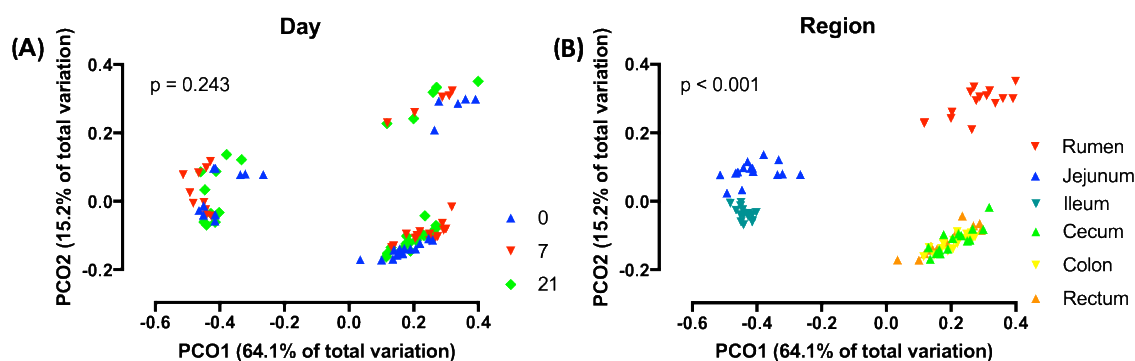 (A)
Day
p = 0.243
PCO2 (15.2% of total variation)
0.4
0.2
0.0
-0.2
-0.6
-0.4
-0.2
0.0
0.2
0.4
PCO1 (64.1% of total variation)
0
7
21
(B)
Region
p < 0.001
PCO2 (15.2% of total variation)
0.4
0.2
0.0
-0.2
-0.6
-0.4
-0.2
0.0
0.2
0.4
PCO1 (64.1% of total variation)
Rumen
Jejunum
Ileum
Cecum
Colon
Rectum